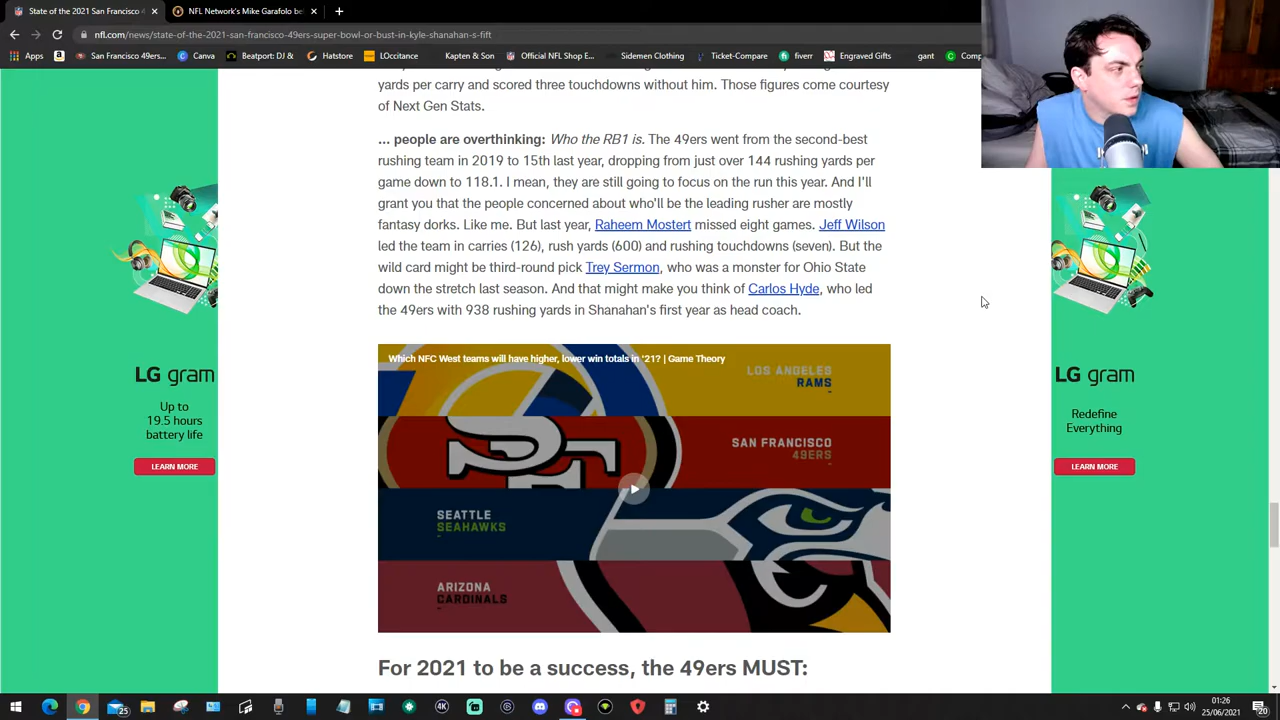 State of the 2021 San Francisco 4
NFL Network's Mike Garafolo bel
nfl.com/news/state-of-the-2021-san-francisco-49ers-super-bowl-or-bust-in-kyle-shanahan-s-fift
Apps San Francisco 49ers... Canva Beatport: DJ & Hotstar LOccitane Kapten & Son Official NFL Shop... Sidemen Clothing Ticket-Compare fiverr Engraved Gifts gant Comp
yards per carry and scored three touchdowns without him. Those figures come courtesy
of Next Gen Stats.
... people are overthinking: Who the RB1 is. The 49ers went from the second-best
rushing team in 2019 to 15th last year, dropping from just over 144 rushing yards per
game down to 118.1. I mean, they are still going to focus on the run this year. And I'll
grant you that the people concerned about who'll be the leading rusher are mostly
fantasy dorks. Like me. But last year, Raheem Mostert missed eight games. Jeff Wilson
led the team in carries (126), rush yards (600) and rushing touchdowns (seven). But the
wild card might be third-round pick Trey Sermon, who was a monster for Ohio State
down the stretch last season. And that might make you think of Carlos Hyde, who led
the 49ers with 938 rushing yards in Shanahan's first year as head coach.
Which NFC West teams will have higher, lower win totals in '21? | Game Theory
LOS ANGELES
RAMS
SAN FRANCISCO
49ERS
SEATTLE
SEAHAWKS
ARIZONA
CARDINALS
For 2021 to be a success, the 49ers MUST:
LG gram
Up to
19.5 hours
battery life
LEARN MORE
LG gram
Redefine
Everything
LEARN MORE
25
4K
01:26
25/06/2021
20